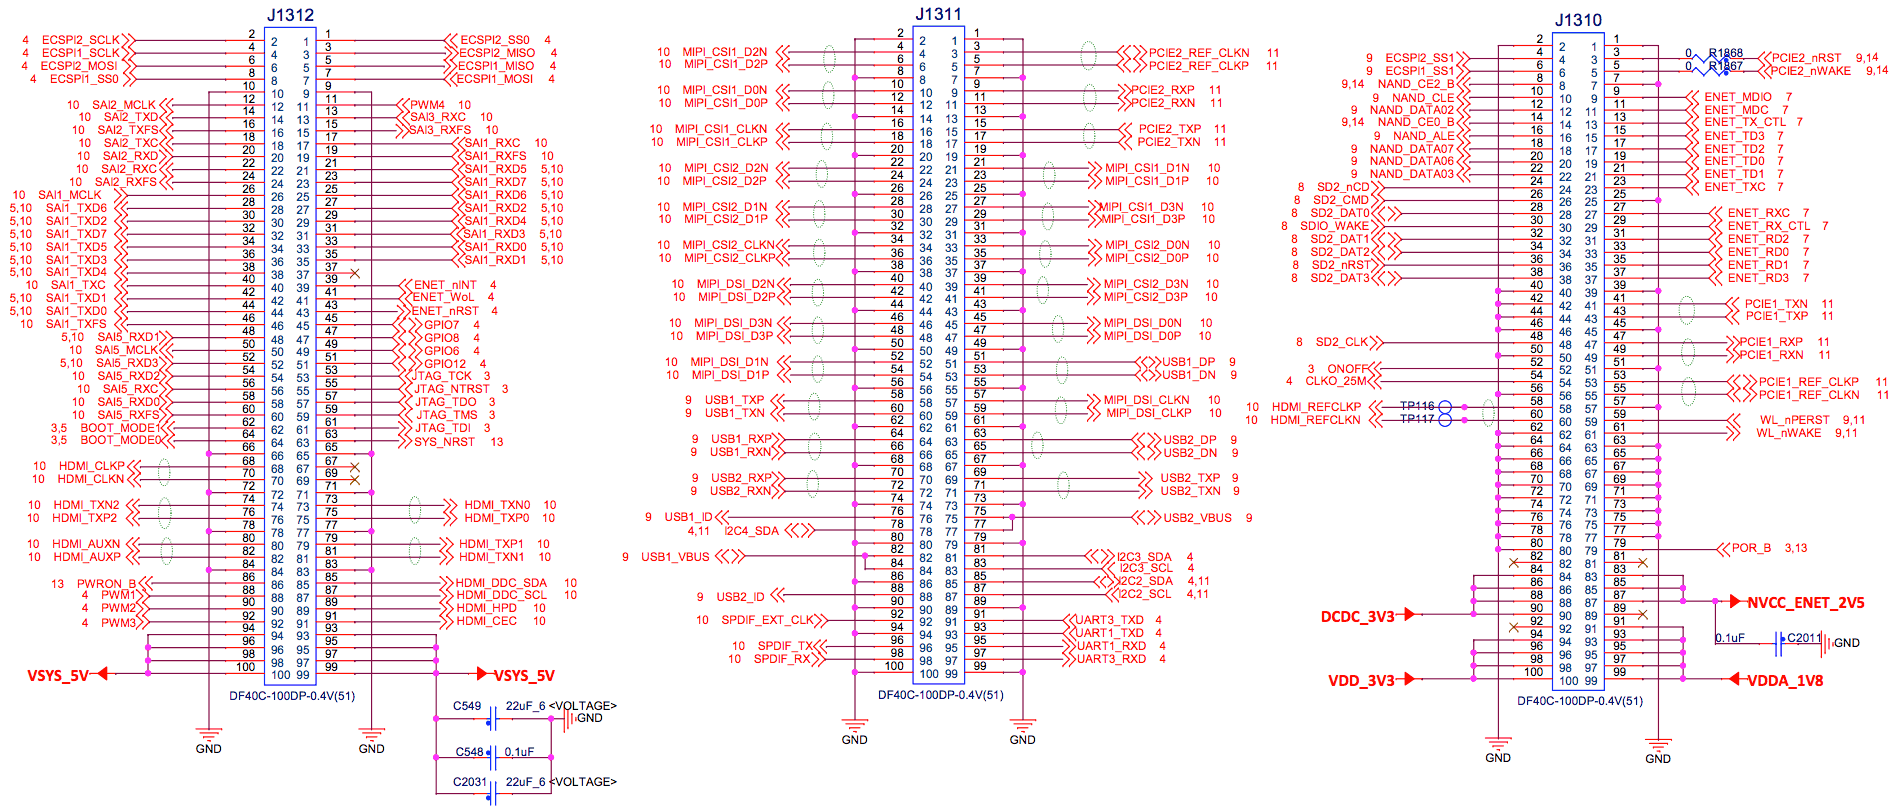 J1312
4 ECSPI2_SCLK 2 2 1 1 ECSPI2_SS0 4
4 ECSPI1_SCLK 4 4 3 3 ECSPI2_MISO 4
4 ECSPI2_MOSI 6 6 5 5 ECSPI1_MISO 4
4 ECSPI1_SS0 8 8 7 7 ECSPI1_MOSI 4
10 10 9 9
10 SAI2_MCLK 12 12 11 11 PWM4 10
10 SAI2_TXD 14 14 13 13 SAI3_RXC 10
10 SAI2_TXFS 16 16 15 15 SAI3_RXFS 10
10 SAI2_TXC 18 18 17 17 SAI1_RXC 10
10 SAI2_RXD 20 20 19 19 SAI1_RXFS 10
10 SAI2_RXC 22 22 21 21 SAI1_RXD5 5,10
10 SAI2_RXFS 24 24 23 23 SAI1_RXD7 5,10
10 SAI1_MCLK 26 26 25 25 SAI1_RXD6 5,10
5,10 SAI1_TXD6 28 28 27 27 SAI1_RXD2 5,10
5,10 SAI1_TXD2 30 30 29 29 SAI1_RXD4 5,10
5,10 SAI1_TXD7 32 32 31 31 SAI1_RXD3 5,10
5,10 SAI1_TXD5 34 34 33 33 SAI1_RXD0 5,10
5,10 SAI1_TXD3 36 36 35 35 SAI1_RXD1 5,10
5,10 SAI1_TXD4 38 38 37 37
10 SAI1_TXC 40 40 39 39 ENET_nINT 4
5,10 SAI1_TXD1 42 42 41 41 ENET_WoL 4
5,10 SAI1_TXD0 44 44 43 43 ENET_nRST 4
10 SAI1_TXFS 46 46 45 45 GPIO7 4
5,10 SAI5_RXD1 48 48 47 47 GPIO8 4
10 SAI5_MCLK 50 50 49 49 GPIO6 4
5,10 SAI5_RXD3 52 52 51 51 GPIO12 4
10 SAI5_RXD2 54 54 53 53 JTAG_TCK 3
10 SAI5_RXC 56 56 55 55 JTAG_NTRST 3
10 SAI5_RXD0 58 58 57 57 JTAG_TDO 3
10 SAI5_RXFS 60 60 59 59 JTAG_TMS 3
3,5 BOOT_MODE1 62 62 61 61 JTAG_TDI 3
3,5 BOOT_MODE0 64 64 63 63 SYS_NRST 13
66 66 65 65
10 HDMI_CLKP 68 68 67 67
10 HDMI_CLKN 70 70 69 69
72 72 71 71
10 HDMI_TXN2 74 74 73 73 HDMI_TXN0 10
10 HDMI_TXP2 76 76 75 75 HDMI_TXP0 10
78 78 77 77
10 HDMI_AUXN 80 80 79 79 HDMI_TXP1 10
10 HDMI_AUXP 82 82 81 81 HDMI_TXN1 10
84 84 83 83
13 PWRON_B 86 86 85 85 HDMI_DDC_SDA 10
4 PWM1 88 88 87 87 HDMI_DDC_SCL 10
4 PWM2 90 90 89 89 HDMI_HPD 10
4 PWM3 92 92 91 91 HDMI_CEC 10
94 94 93 93
96 96 95 95
98 98 97 97
VSYS_5V 100 100 99 99 VSYS_5V
DF40C-100DP-0.4V(51)
C549 22uF_6 <VOLTAGE> GND
C548 0.1uF
C2031 22uF_6 <VOLTAGE>
GND GND
J1311
2 2 1 1
10 MIPI_CSI1_D2N 4 4 3 3 PCIE2_REF_CLKN 11
10 MIPI_CSI1_D2P 6 6 5 5 PCIE2_REF_CLKP 11
8 8 7 7
10 MIPI_CSI1_D0N 10 10 9 9 PCIE2_RXP 11
10 MIPI_CSI1_D0P 12 12 11 11 PCIE2_RXN 11
14 14 13 13
10 MIPI_CSI1_CLKN 16 16 15 15 PCIE2_TXP 11
10 MIPI_CSI1_CLKP 18 18 17 17 PCIE2_TXN 11
20 20 19 19
10 MIPI_CSI2_D2N 22 22 21 21 MIPI_CSI1_D1N 10
10 MIPI_CSI2_D2P 24 24 23 23 MIPI_CSI1_D1P 10
26 26 25 25
10 MIPI_CSI2_D1N 28 28 27 27 MIPI_CSI1_D3N 10
10 MIPI_CSI2_D1P 30 30 29 29 MIPI_CSI1_D3P 10
32 32 31 31
10 MIPI_CSI2_CLKN 34 34 33 33 MIPI_CSI2_D0N 10
10 MIPI_CSI2_CLKP 36 36 35 35 MIPI_CSI2_D0P 10
38 38 37 37
10 MIPI_DSI_D2N 40 40 39 39 MIPI_CSI2_D3N 10
10 MIPI_DSI_D2P 42 42 41 41 MIPI_CSI2_D3P 10
44 44 43 43
10 MIPI_DSI_D3N 46 46 45 45 MIPI_DSI_D0N 10
10 MIPI_DSI_D3P 48 48 47 47 MIPI_DSI_D0P 10
50 50 49 49
10 MIPI_DSI_D1N 52 52 51 51 USB1_DP 9
10 MIPI_DSI_D1P 54 54 53 53 USB1_DN 9
56 56 55 55
9 USB1_TXP 58 58 57 57 MIPI_DSI_CLKN 10
9 USB1_TXN 60 60 59 59 MIPI_DSI_CLKP 10
62 62 61 61
9 USB1_RXP 64 64 63 63 USB2_DP 9
9 USB1_RXN 66 66 65 65 USB2_DN 9
68 68 67 67
9 USB2_RXP 70 70 69 69 USB2_TXP 9
9 USB2_RXN 72 72 71 71 USB2_TXN 9
74 74 73 73
9 USB1_ID 76 76 75 75 USB2_VBUS 9
4,11 I2C4_SDA 78 78 77 77
80 80 79 79
9 USB1_VBUS 82 82 81 81 I2C3_SDA 4
84 84 83 83 I2C3_SCL 4
86 86 85 85 I2C2_SDA 4,11
9 USB2_ID 88 88 87 87 I2C2_SCL 4,11
90 90 89 89
10 SPDIF_EXT_CLK 92 92 91 91 UART3_TXD 4
94 94 93 93 UART1_TXD 4
10 SPDIF_TX 96 96 95 95 UART1_RXD 4
10 SPDIF_RX 98 98 97 97 UART3_RXD 4
100 100 99 99
DF40C-100DP-0.4V(51)
GND GND
J1310
2 2 1 1
9 ECSPI2_SS1 4 4 3 3 0 R1868 PCIE2_nRST 9,14
9 ECSPI1_SS1 6 6 5 5 0 R1867 PCIE2_nWAKE 9,14
9,14 NAND_CE2_B 8 8 7 7
9 NAND_CLE 10 10 9 9 ENET_MDIO 7
9 NAND_DATA02 12 12 11 11 ENET_MDC 7
9,14 NAND_CE0_B 14 14 13 13 ENET_TX_CTL 7
9 NAND_ALE 16 16 15 15 ENET_TD3 7
9 NAND_DATA07 18 18 17 17 ENET_TD2 7
9 NAND_DATA06 20 20 19 19 ENET_TD0 7
9 NAND_DATA03 22 22 21 21 ENET_TD1 7
8 SD2_nCD 24 24 23 23 ENET_TXC 7
8 SD2_CMD 26 26 25 25
8 SD2_DAT0 28 28 27 27 ENET_RXC 7
8 SDIO_WAKE 30 30 29 29 ENET_RX_CTL 7
8 SD2_DAT1 32 32 31 31 ENET_RD2 7
8 SD2_DAT2 34 34 33 33 ENET_RD0 7
8 SD2_nRST 36 36 35 35 ENET_RD1 7
8 SD2_DAT3 38 38 37 37 ENET_RD3 7
40 40 39 39
42 42 41 41 PCIE1_TXN 11
44 44 43 43 PCIE1_TXP 11
46 46 45 45
8 SD2_CLK 48 48 47 47 PCIE1_RXP 11
50 50 49 49 PCIE1_RXN 11
3 ONOFF 52 52 51 51
4 CLKO_25M 54 54 53 53 PCIE1_REF_CLKP 11
56 56 55 55 PCIE1_REF_CLKN 11
10 HDMI_REFCLKP TP116 58 58 57 57
10 HDMI_REFCLKN TP117 60 60 59 59 WL_nPERST 9,11
62 62 61 61 WL_nWAKE 9,11
64 64 63 63
66 66 65 65
68 68 67 67
70 70 69 69
72 72 71 71
74 74 73 73
76 76 75 75
78 78 77 77
80 80 79 79 POR_B 3,13
82 82 81 81
84 84 83 83
86 86 85 85
88 88 87 87 NVCC_ENET_2V5
DCDC_3V3 90 90 89 89
92 92 91 91
94 94 93 93 0.1uF C2011 GND
96 96 95 95
98 98 97 97
VDD_3V3 100 100 99 99 VDDA_1V8
DF40C-100DP-0.4V(51)
GND GND